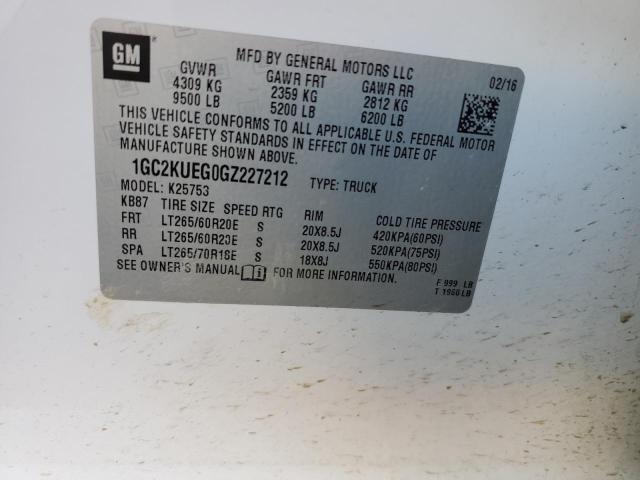 GM
MFD BY GENERAL MOTORS LLC
02/16
GVWR GAWR FRT GAWR RR
4309 KG 2359 KG 2812 KG
9500 LB 5200 LB 6200 LB
THIS VEHICLE CONFORMS TO ALL APPLICABLE U.S. FEDERAL MOTOR
VEHICLE SAFETY STANDARDS IN EFFECT ON THE DATE OF
MANUFACTURE SHOWN ABOVE.
1GC2KUEG0GZ227212 TYPE: TRUCK
MODEL: K25753
KB87 TIRE SIZE SPEED RTG RIM COLD TIRE PRESSURE
FRT LT265/60R20E S 20X8.5J 420KPA(60PSI)
RR LT265/60R20E S 20X8.5J 520KPA(75PSI)
SPA LT265/70R18E S 18X8J 550KPA(80PSI)
SEE OWNER'S MANUAL FOR MORE INFORMATION.
F 999 LB
T 1960 LB